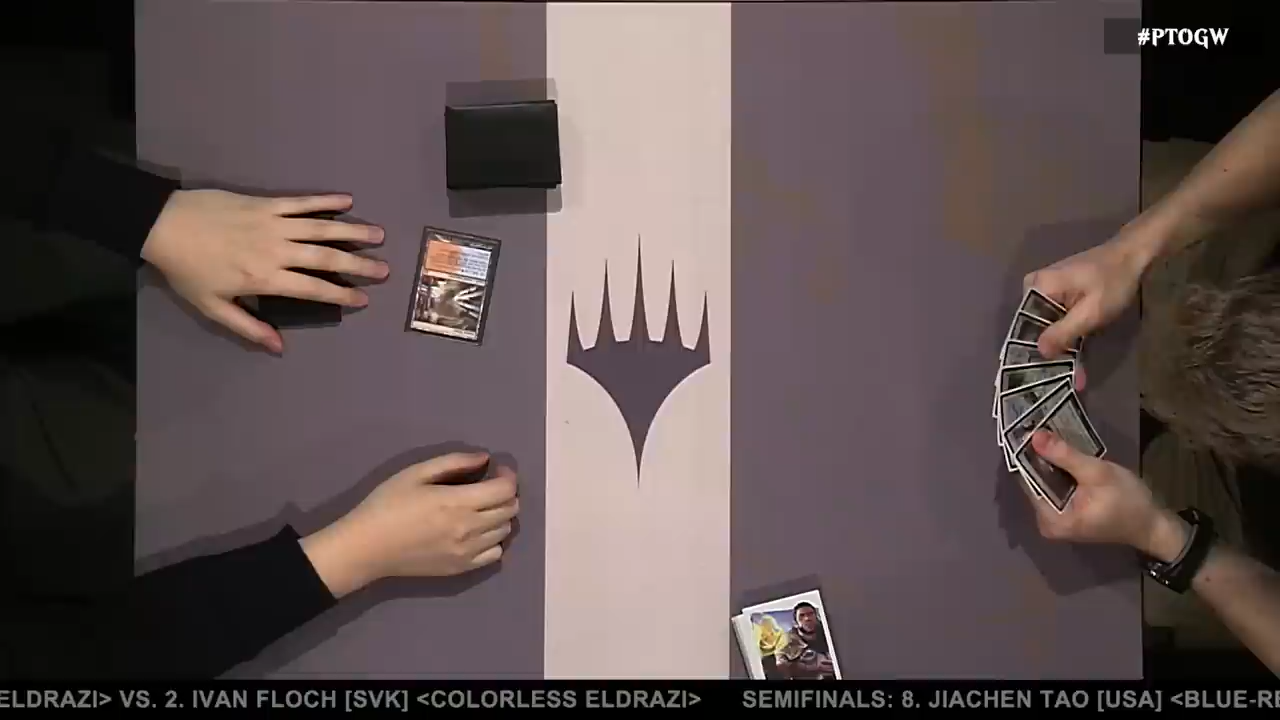 #PTOGW
ELDRAZI> VS. 2. IVAN FLOCH [SVK] <COLORLESS ELDRAZI> SEMIFINALS: 8. JIACHEN TAO [USA] <BLUE-RE